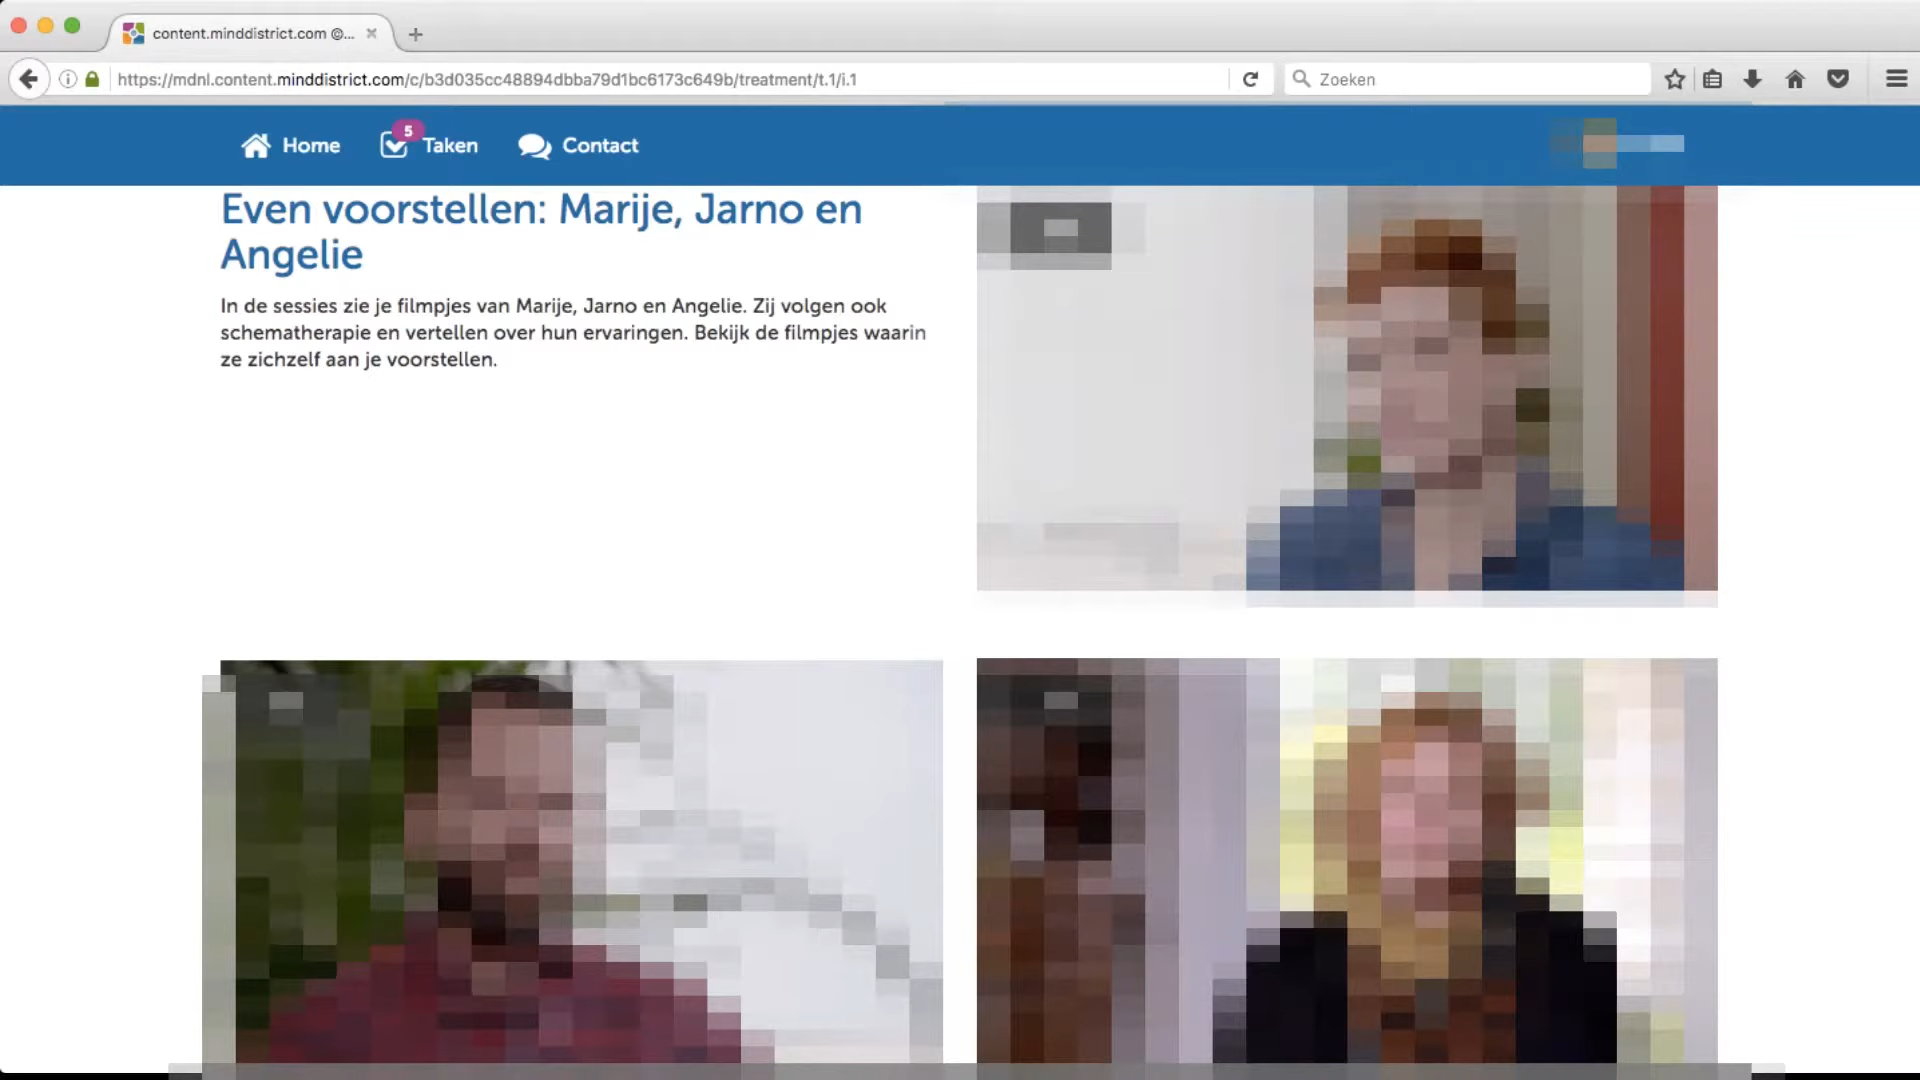 content.minddistrict.com @...
https://mdnl.content.minddistrict.com/c/b3d035cc48894dbba79d1bc6173c649b/treatment/t.1/i.1
Zoeken
Home
5
Taken
Contact
Even voorstellen: Marije, Jarno en
Angelie
In de sessies zie je filmpjes van Marije, Jarno en Angelie. Zij volgen ook
schematherapie en vertellen over hun ervaringen. Bekijk de filmpjes waarin
ze zichzelf aan je voorstellen.